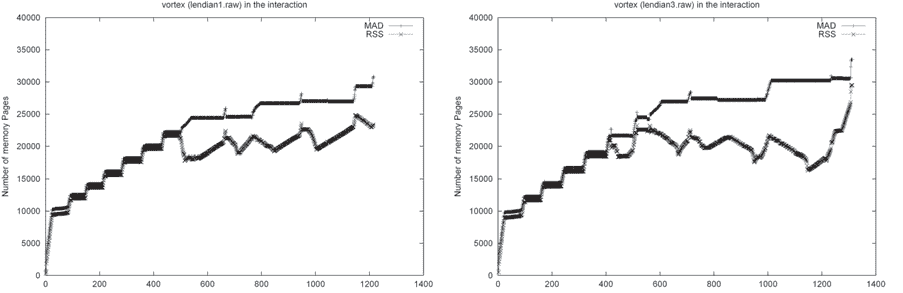 vortex (lendian1.raw) in the interaction
MAD
RSS
Number of memory Pages
40000
35000
30000
25000
20000
15000
10000
5000
0
0 200 400 600 800 1000 1200 1400
vortex (lendian3.raw) in the interaction
MAD
RSS
Number of memory Pages
40000
35000
30000
25000
20000
15000
10000
5000
0
0 200 400 600 800 1000 1200 1400